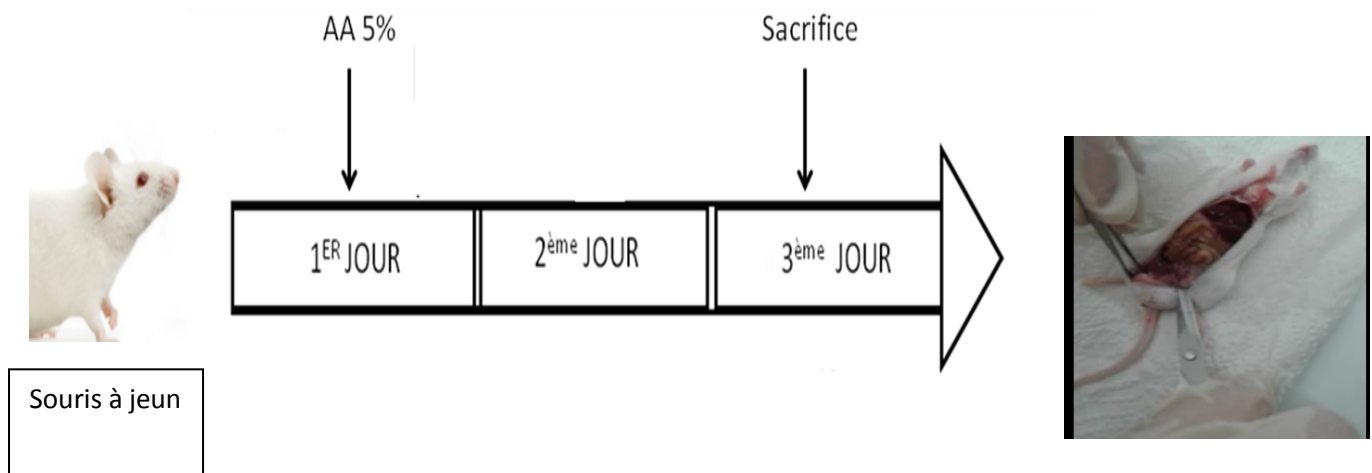 AA 5%
Sacrifice
1ER JOUR
2ème JOUR
3ème JOUR
Souris à jeun